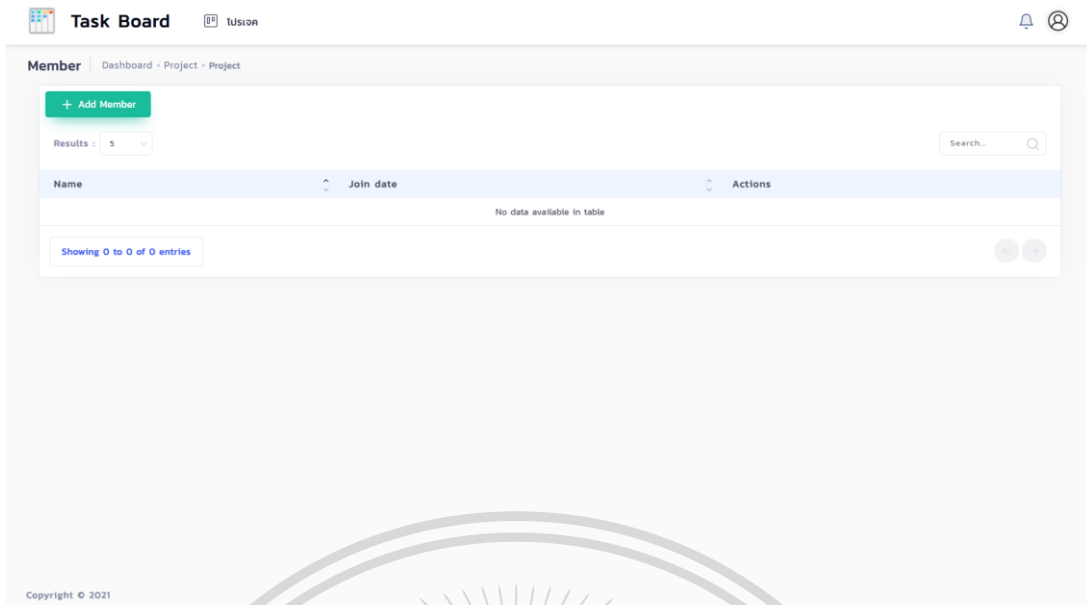 Task Board โปรเจค
Member Dashboard • Project • Project
+ Add Member
Results : 5 Search...
Name Join date Actions
No data available in table
Showing 0 to 0 of 0 entries
Copyright © 2021